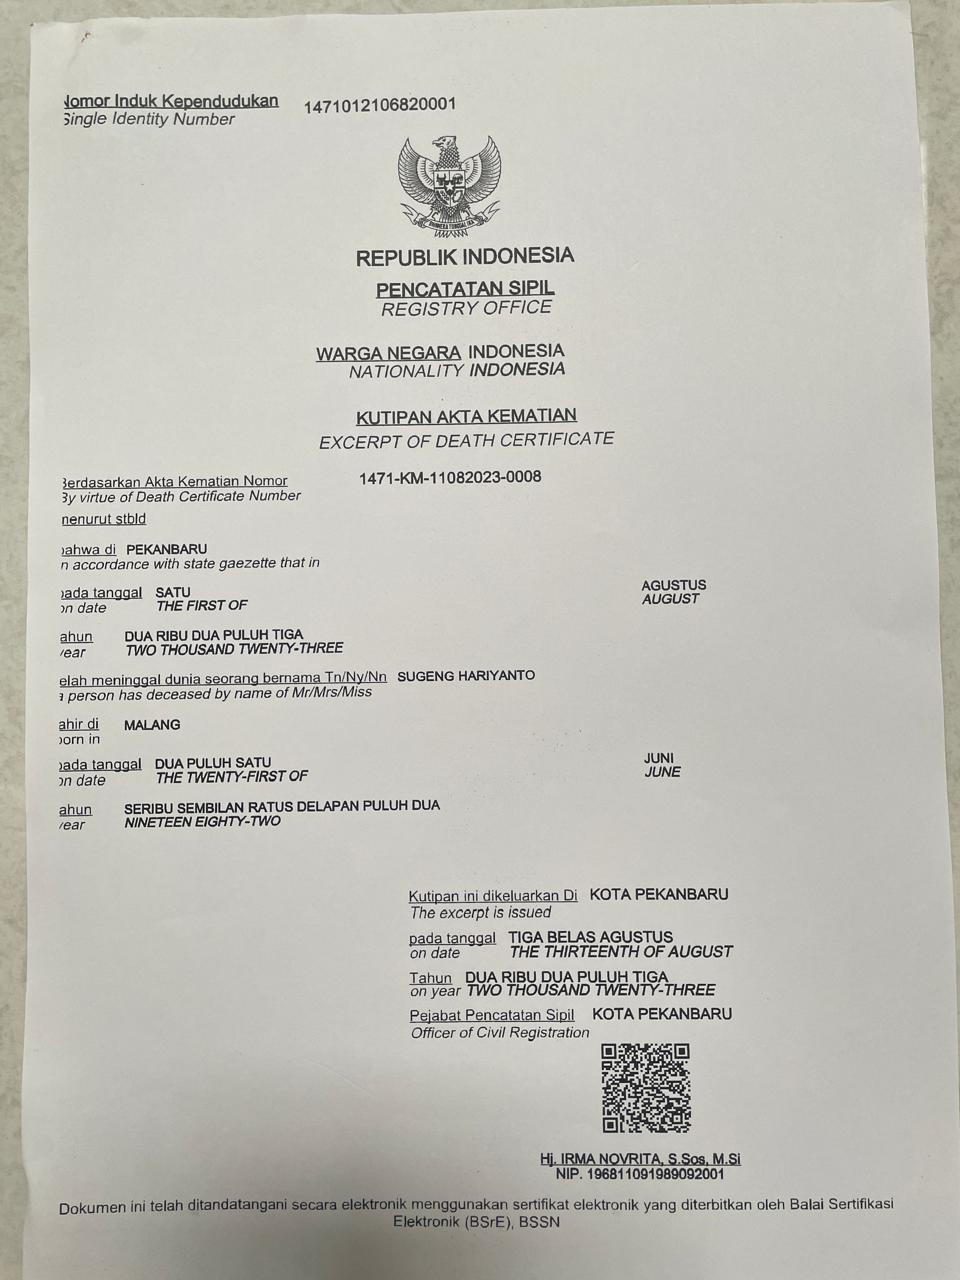 Nomor Induk Kependudukan 1471012106820001
Single Identity Number
BHINNEKA TUNGGAL IKA
REPUBLIK INDONESIA
PENCATATAN SIPIL
REGISTRY OFFICE
WARGA NEGARA INDONESIA
NATIONALITY INDONESIA
KUTIPAN AKTA KEMATIAN
EXCERPT OF DEATH CERTIFICATE
Berdasarkan Akta Kematian Nomor 1471-KM-11082023-0008
By virtue of Death Certificate Number
menurut stbld
bahwa di PEKANBARU
n accordance with state gaezette that in
pada tanggal SATU AGUSTUS
on date THE FIRST OF AUGUST
ahun DUA RIBU DUA PULUH TIGA
year TWO THOUSAND TWENTY-THREE
elah meninggal dunia seorang bernama Tn/Ny/Nn SUGENG HARIYANTO
a person has deceased by name of Mr/Mrs/Miss
ahir di MALANG
born in
pada tanggal DUA PULUH SATU JUNI
on date THE TWENTY-FIRST OF JUNE
ahun SERIBU SEMBILAN RATUS DELAPAN PULUH DUA
year NINETEEN EIGHTY-TWO
Kutipan ini dikeluarkan Di KOTA PEKANBARU
The excerpt is issued
pada tanggal TIGA BELAS AGUSTUS
on date THE THIRTEENTH OF AUGUST
Tahun DUA RIBU DUA PULUH TIGA
on year TWO THOUSAND TWENTY-THREE
Pejabat Pencatatan Sipil KOTA PEKANBARU
Officer of Civil Registration
Hj. IRMA NOVRITA, S.Sos, M.Si
NIP. 196811091989092001
Dokumen ini telah ditandatangani secara elektronik menggunakan sertifikat elektronik yang diterbitkan oleh Balai Sertifikasi
Elektronik (BSrE), BSSN